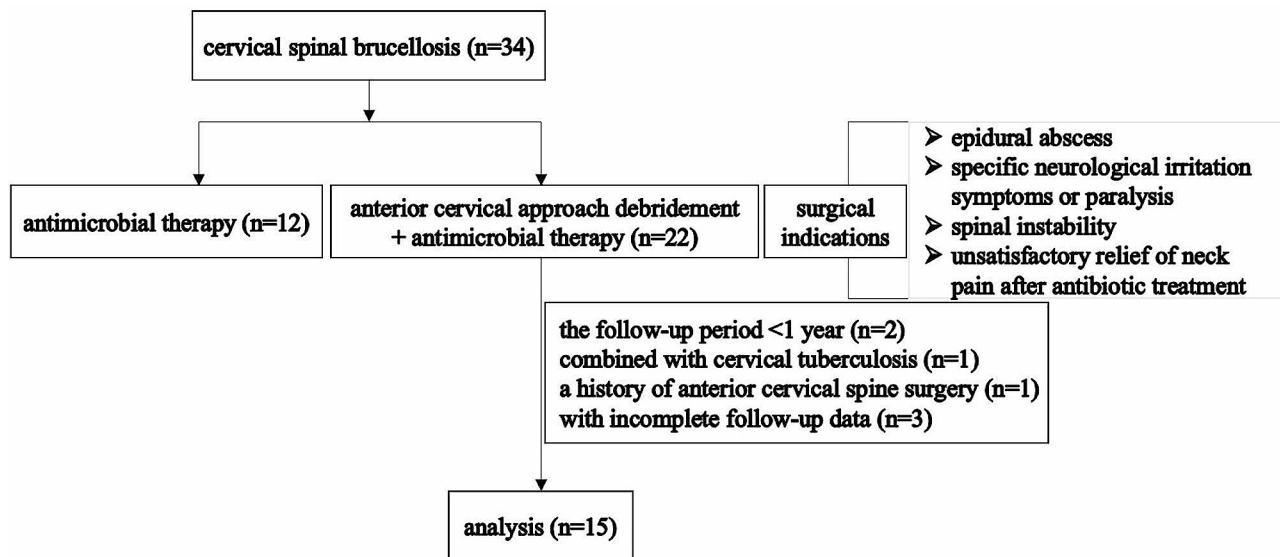 cervical spinal brucellosis (n=34)
antimicrobial therapy (n=12)
anterior cervical approach debridement
+ antimicrobial therapy (n=22)
surgical
indications
➢ epidural abscess
➢ specific neurological irritation
symptoms or paralysis
➢ spinal instability
➢ unsatisfactory relief of neck
pain after antibiotic treatment
the follow-up period <1 year (n=2)
combined with cervical tuberculosis (n=1)
a history of anterior cervical spine surgery (n=1)
with incomplete follow-up data (n=3)
analysis (n=15)